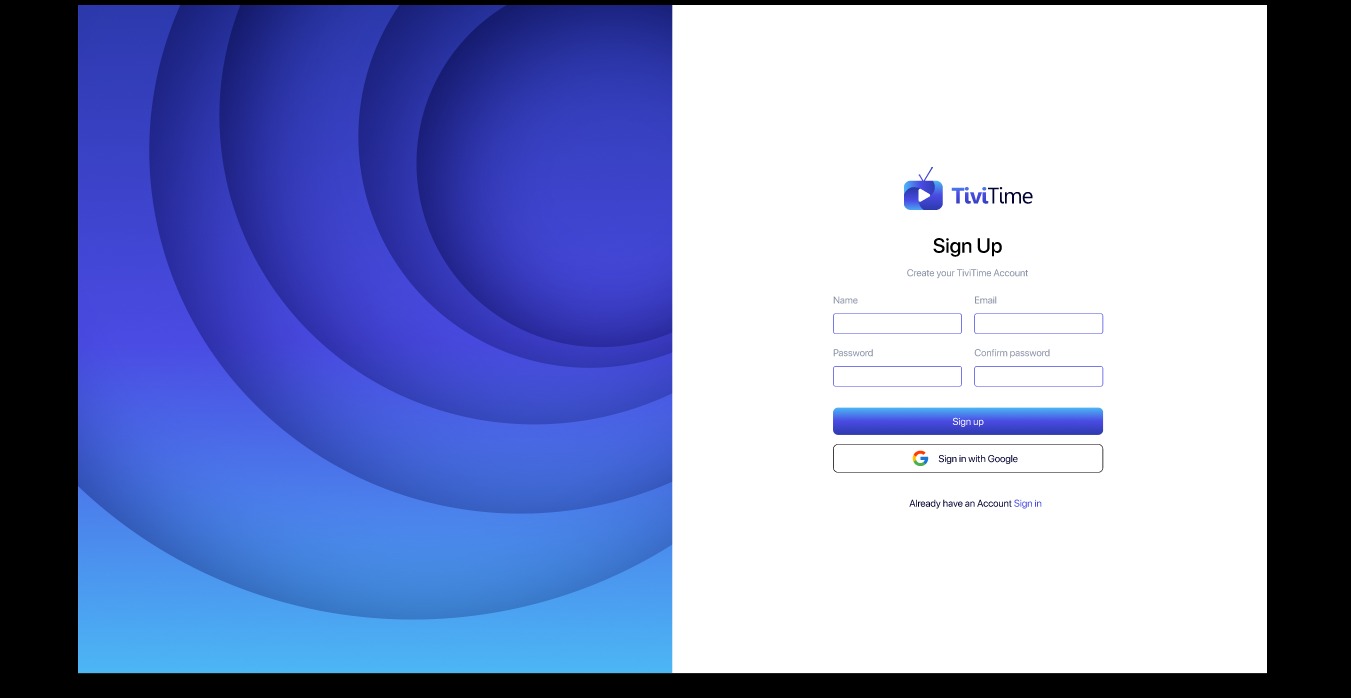 TiviTime
Sign Up
Create your TiviTime Account
Name Email
Password Confirm password
Sign up
Sign in with Google
Already have an Account Sign in